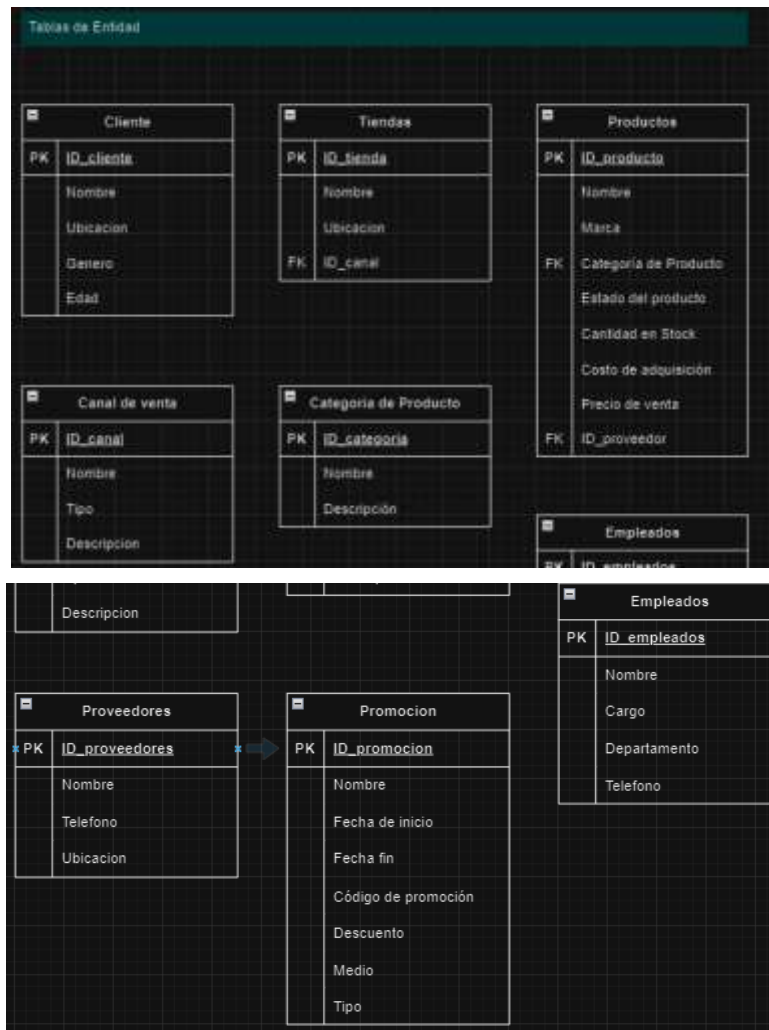 Tablas de Entidad
Cliente
PK ID_cliente
Nombre
Ubicacion
Genero
Edad
Tiendas
PK ID_tienda
Nombre
Ubicacion
FK ID_canal
Productos
PK ID_producto
Nombre
Marca
FK Categoria de Producto
Estado del producto
Cantidad en Stock
Costo de adquisición
Precio de venta
FK ID_proveedor
Canal de venta
PK ID_canal
Nombre
Tipo
Descripcion
Categoria de Producto
PK ID_categoria
Nombre
Descripción
Empleados
PK ID_empleados
Descripcion
Empleados
PK ID_empleados
Nombre
Cargo
Departamento
Telefono
Proveedores
PK ID_proveedores
Nombre
Telefono
Ubicacion
Promocion
PK ID_promocion
Nombre
Fecha de inicio
Fecha fin
Código de promoción
Descuento
Medio
Tipo